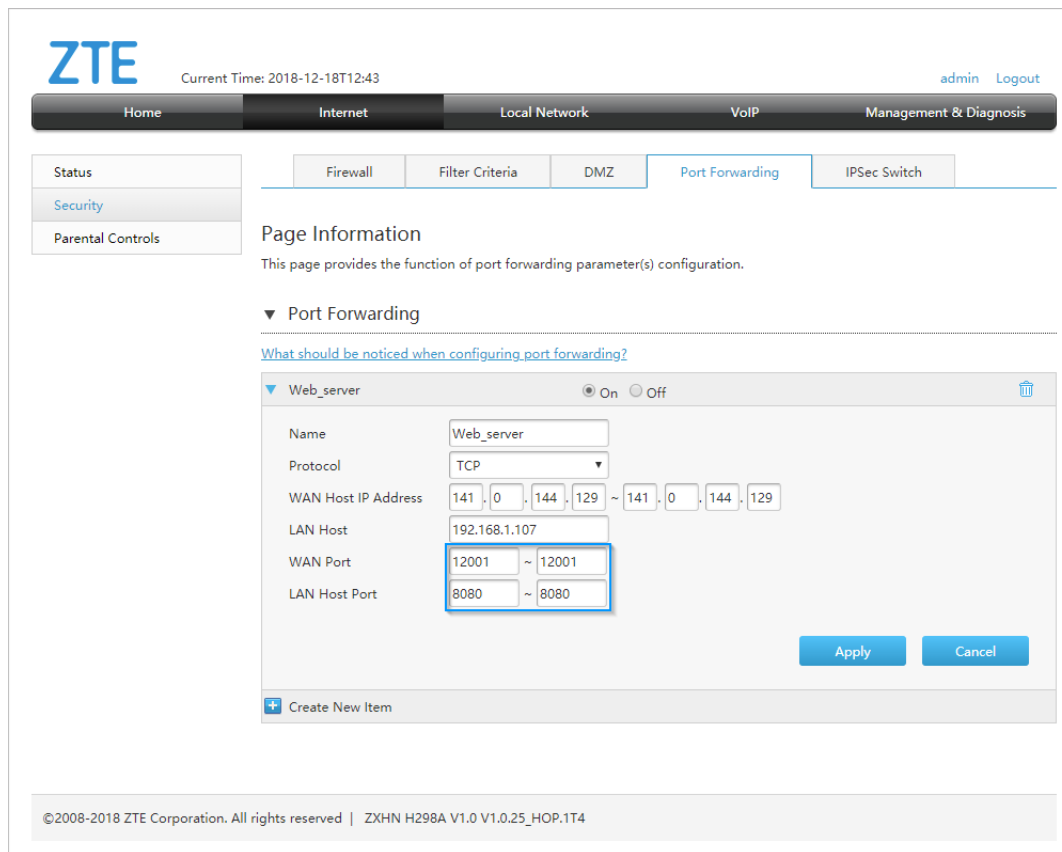 ZTE
Current Time: 2018-12-18T12:43
admin Logout
Home Internet Local Network VoIP Management & Diagnosis
Status
Security
Parental Controls
Firewall Filter Criteria DMZ Port Forwarding IPSec Switch
Page Information
This page provides the function of port forwarding parameter(s) configuration.
Port Forwarding
What should be noticed when configuring port forwarding?
Web_server On Off
Name Web_server
Protocol TCP
WAN Host IP Address 141 . 0 . 144 . 129 ~ 141 . 0 . 144 . 129
LAN Host 192.168.1.107
WAN Port 12001 ~ 12001
LAN Host Port 8080 ~ 8080
Apply Cancel
Create New Item
©2008-2018 ZTE Corporation. All rights reserved | ZXHN H298A V1.0 V1.0.25_HOP.1T4